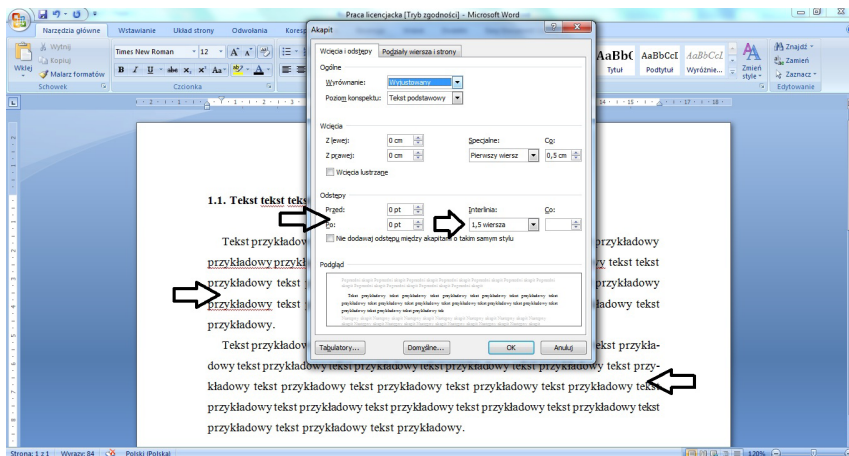 Praca licencjacka [Tryb zgodności] - Microsoft Word
Narzędzia główne Wstawianie Układ strony Odwołania
Wklej
Wytnij
Kopiuj
Malarz formatów
Schowek
Times New Roman 12
Czcionka
AaBbC AaBbCcI AaBbCcI
Tytuł Podtytuł Wyróżnie...
Zmień
style
Znajdź
Zamień
Zaznacz
Edytowanie
Akapit
Wcięcia i odstępy Podziały wiersza i strony
Ogólne
Wyrównanie: Wyjustowany
Poziom konspektu: Tekst podstawowy
Wcięcia
Z lewej: 0 cm Specjalne: Co:
Z prawej: 0 cm Pierwszy wiersz 0,5 cm
Wcięcia lustrzane
Odstępy
Przed: 0 pt Interlinia: Co:
Po: 0 pt 1,5 wiersza
Nie dodawaj odstępu między akapitami o takim samym stylu
Podgląd
Tabulatory... Domyślne... OK Anuluj
1.1. Tekst tekst
Tekst przykładowy przykładowy
przykładowy tekst tekst
przykładowy tekst przykładowy
przykładowy tekst tekst
przykładowy.
Tekst przykładowy tekst przykła-
dowy tekst przykładowy tekst przykładowy tekst przykładowy tekst przykładowy tekst przy-
kładowy tekst przykładowy tekst przykładowy tekst przykładowy tekst przykładowy tekst
przykładowy tekst przykładowy tekst przykładowy tekst przykładowy tekst przykładowy tekst
przykładowy tekst przykładowy tekst przykładowy.
Strona: 1 z 1 Wyrazy: 84 Polski (Polska) 120%